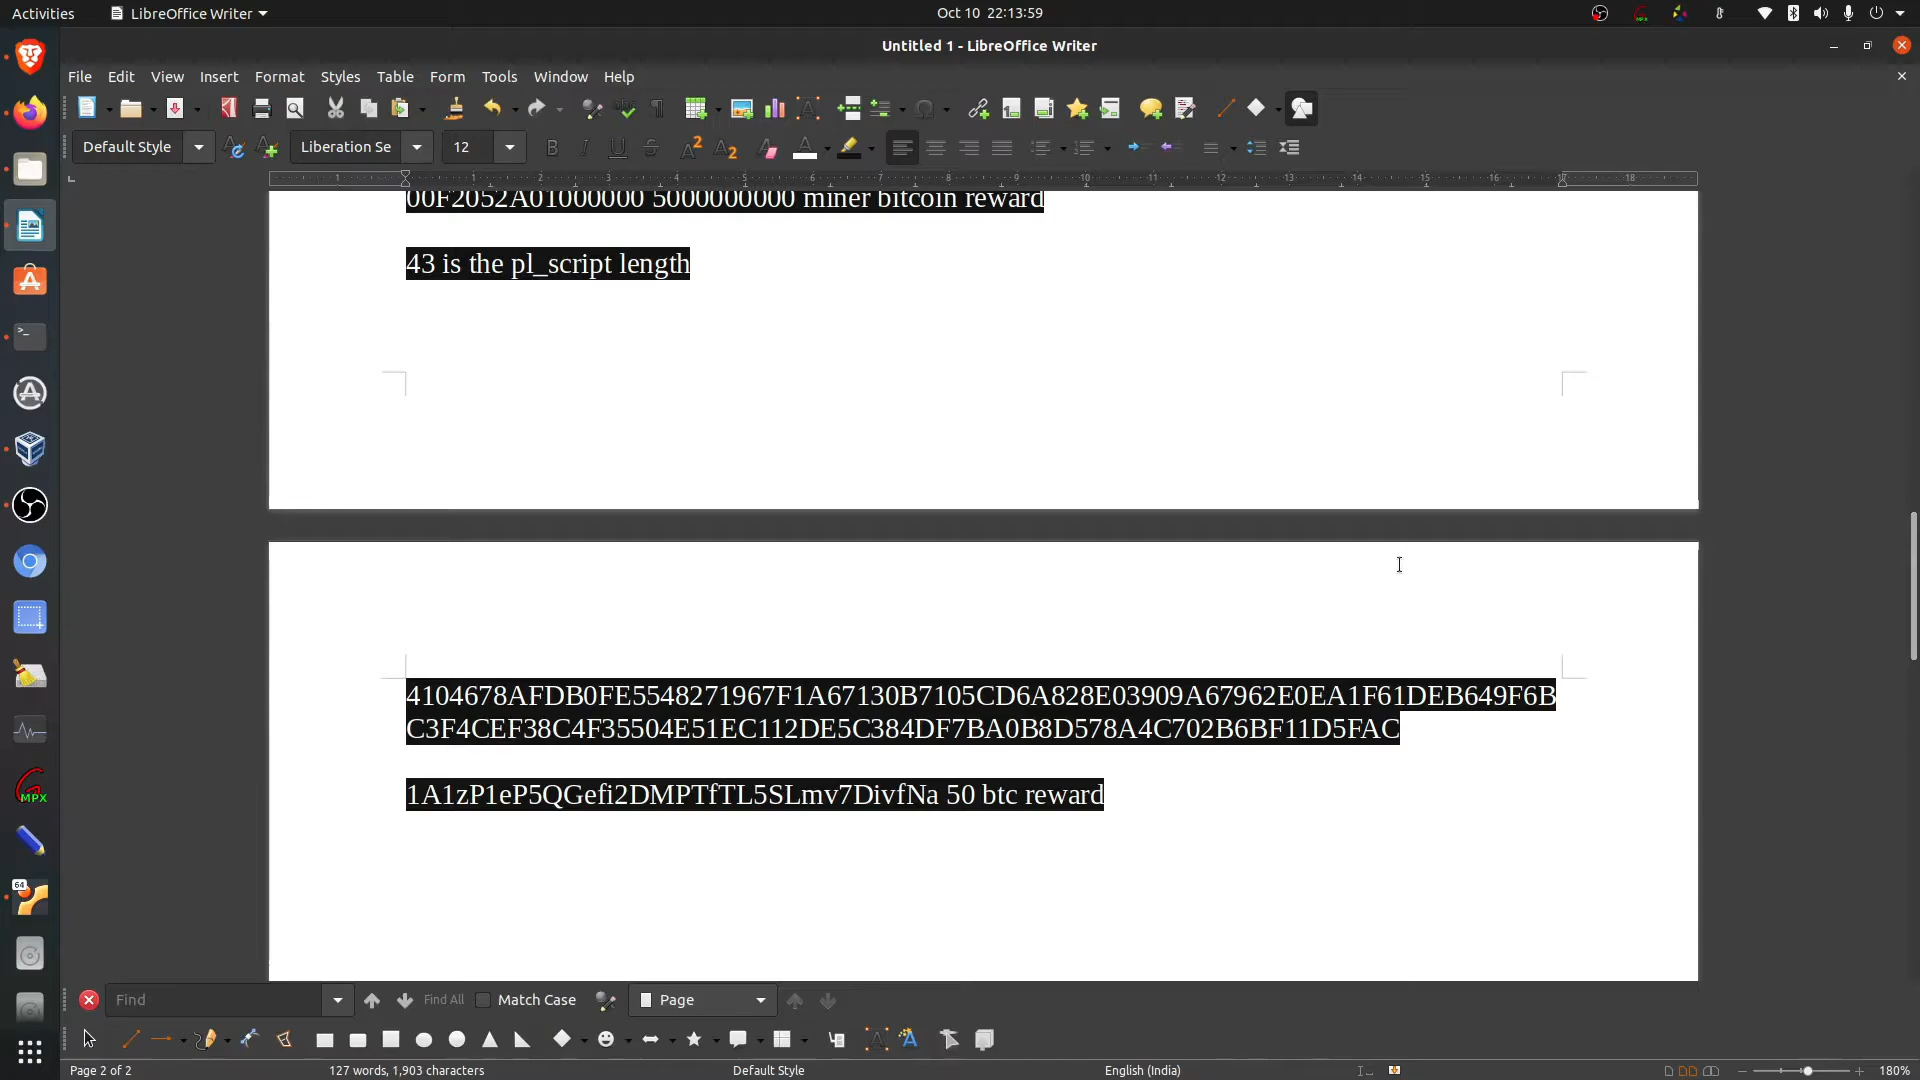 Activities LibreOffice Writer Oct 10 22:13:59
Untitled 1 - LibreOffice Writer
File Edit View Insert Format Styles Table Form Tools Window Help
Default Style Liberation Se 12
00F2052A01000000 5000000000 miner bitcoin reward
43 is the pl_script length
4104678AFDB0FE5548271967F1A67130B7105CD6A828E03909A67962E0EA1F61DEB649F6B
C3F4CEF38C4F35504E51EC112DE5C384DF7BA0B8D578A4C702B6BF11D5FAC
1A1zP1eP5QGefi2DMPTfTL5SLmv7DivfNa 50 btc reward
Find Find All Match Case Page
Page 2 of 2 127 words, 1,903 characters Default Style English (India) 180%